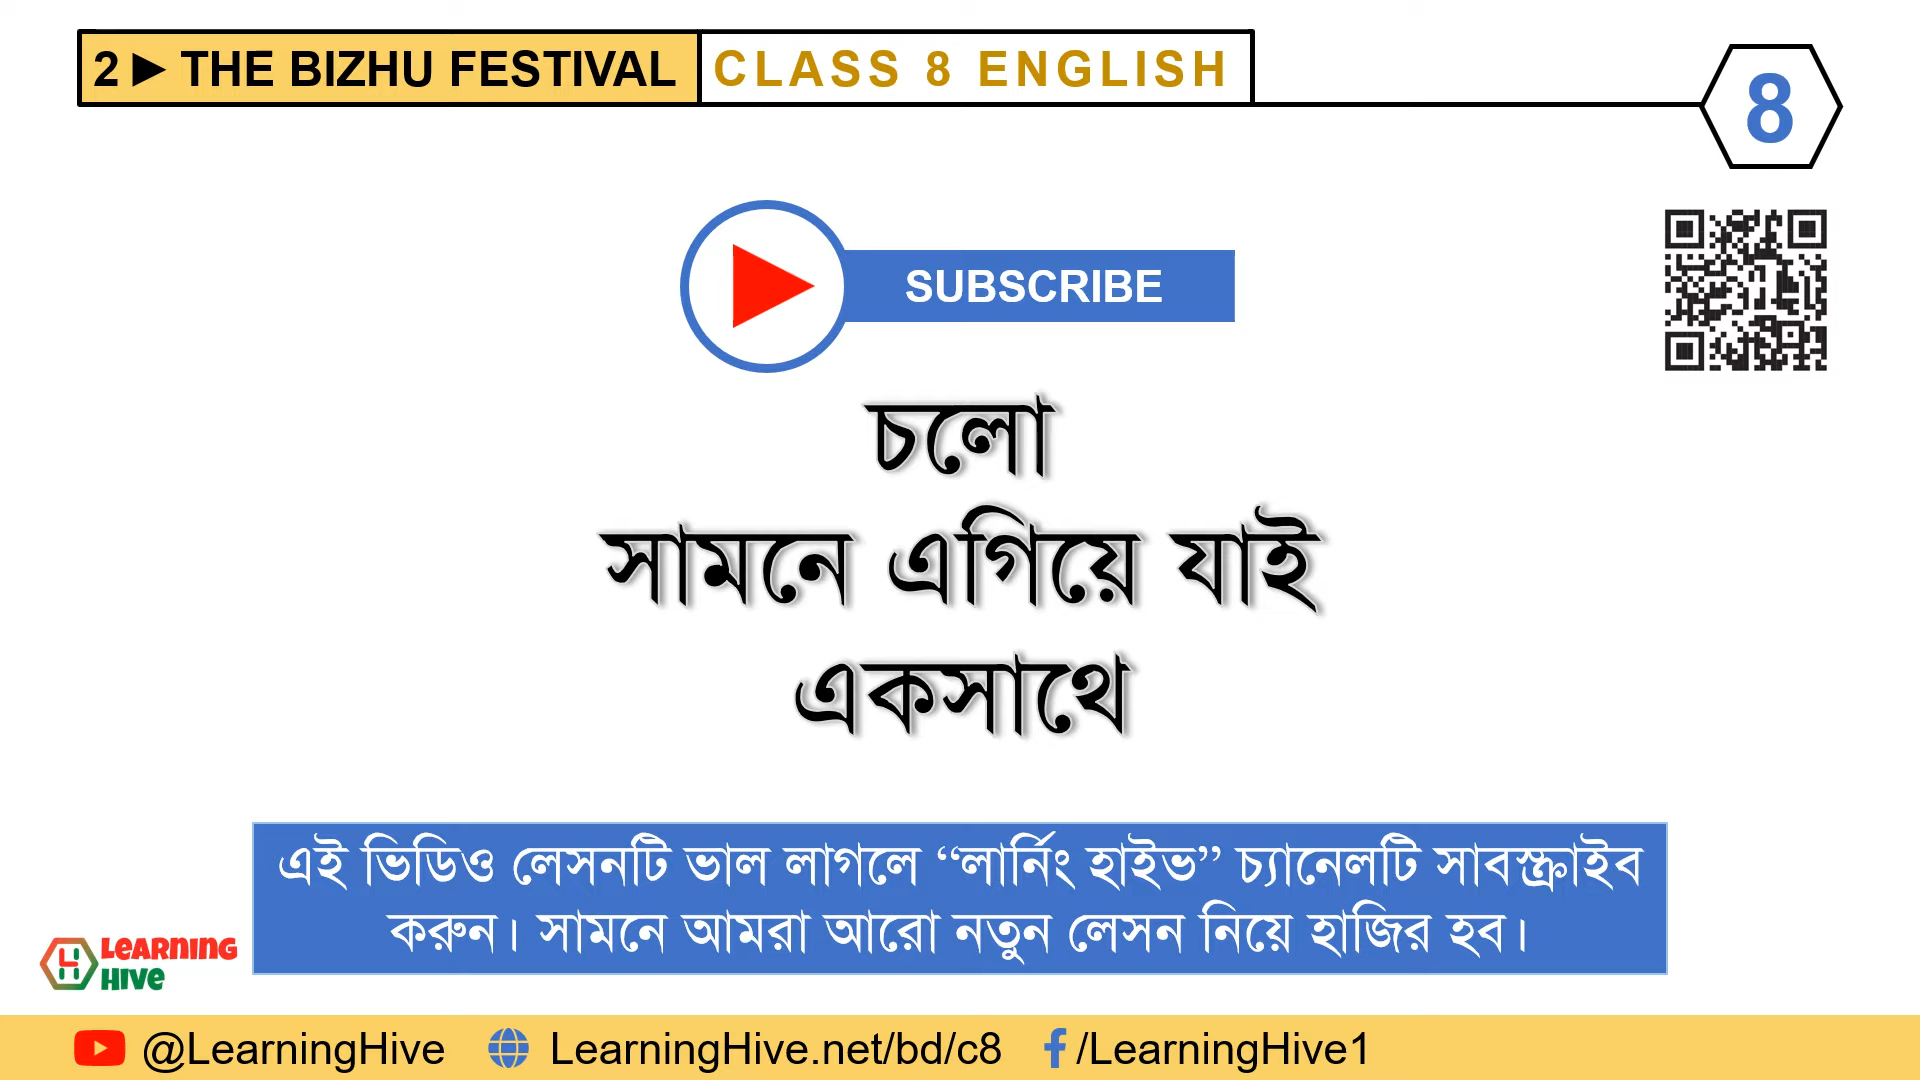 2 ► THE BIZHU FESTIVAL CLASS 8 ENGLISH
8
SUBSCRIBE
চলো
সামনে এগিয়ে যাই
একসাথে
এই ভিডিও লেসনটি ভাল লাগলে “লার্নিং হাইভ” চ্যানেলটি সাবস্ক্রাইব
করুন। সামনে আমরা আরো নতুন লেসন নিয়ে হাজির হব।
LEARNING
HIVE
@LearningHive LearningHive.net/bd/c8 /LearningHive1